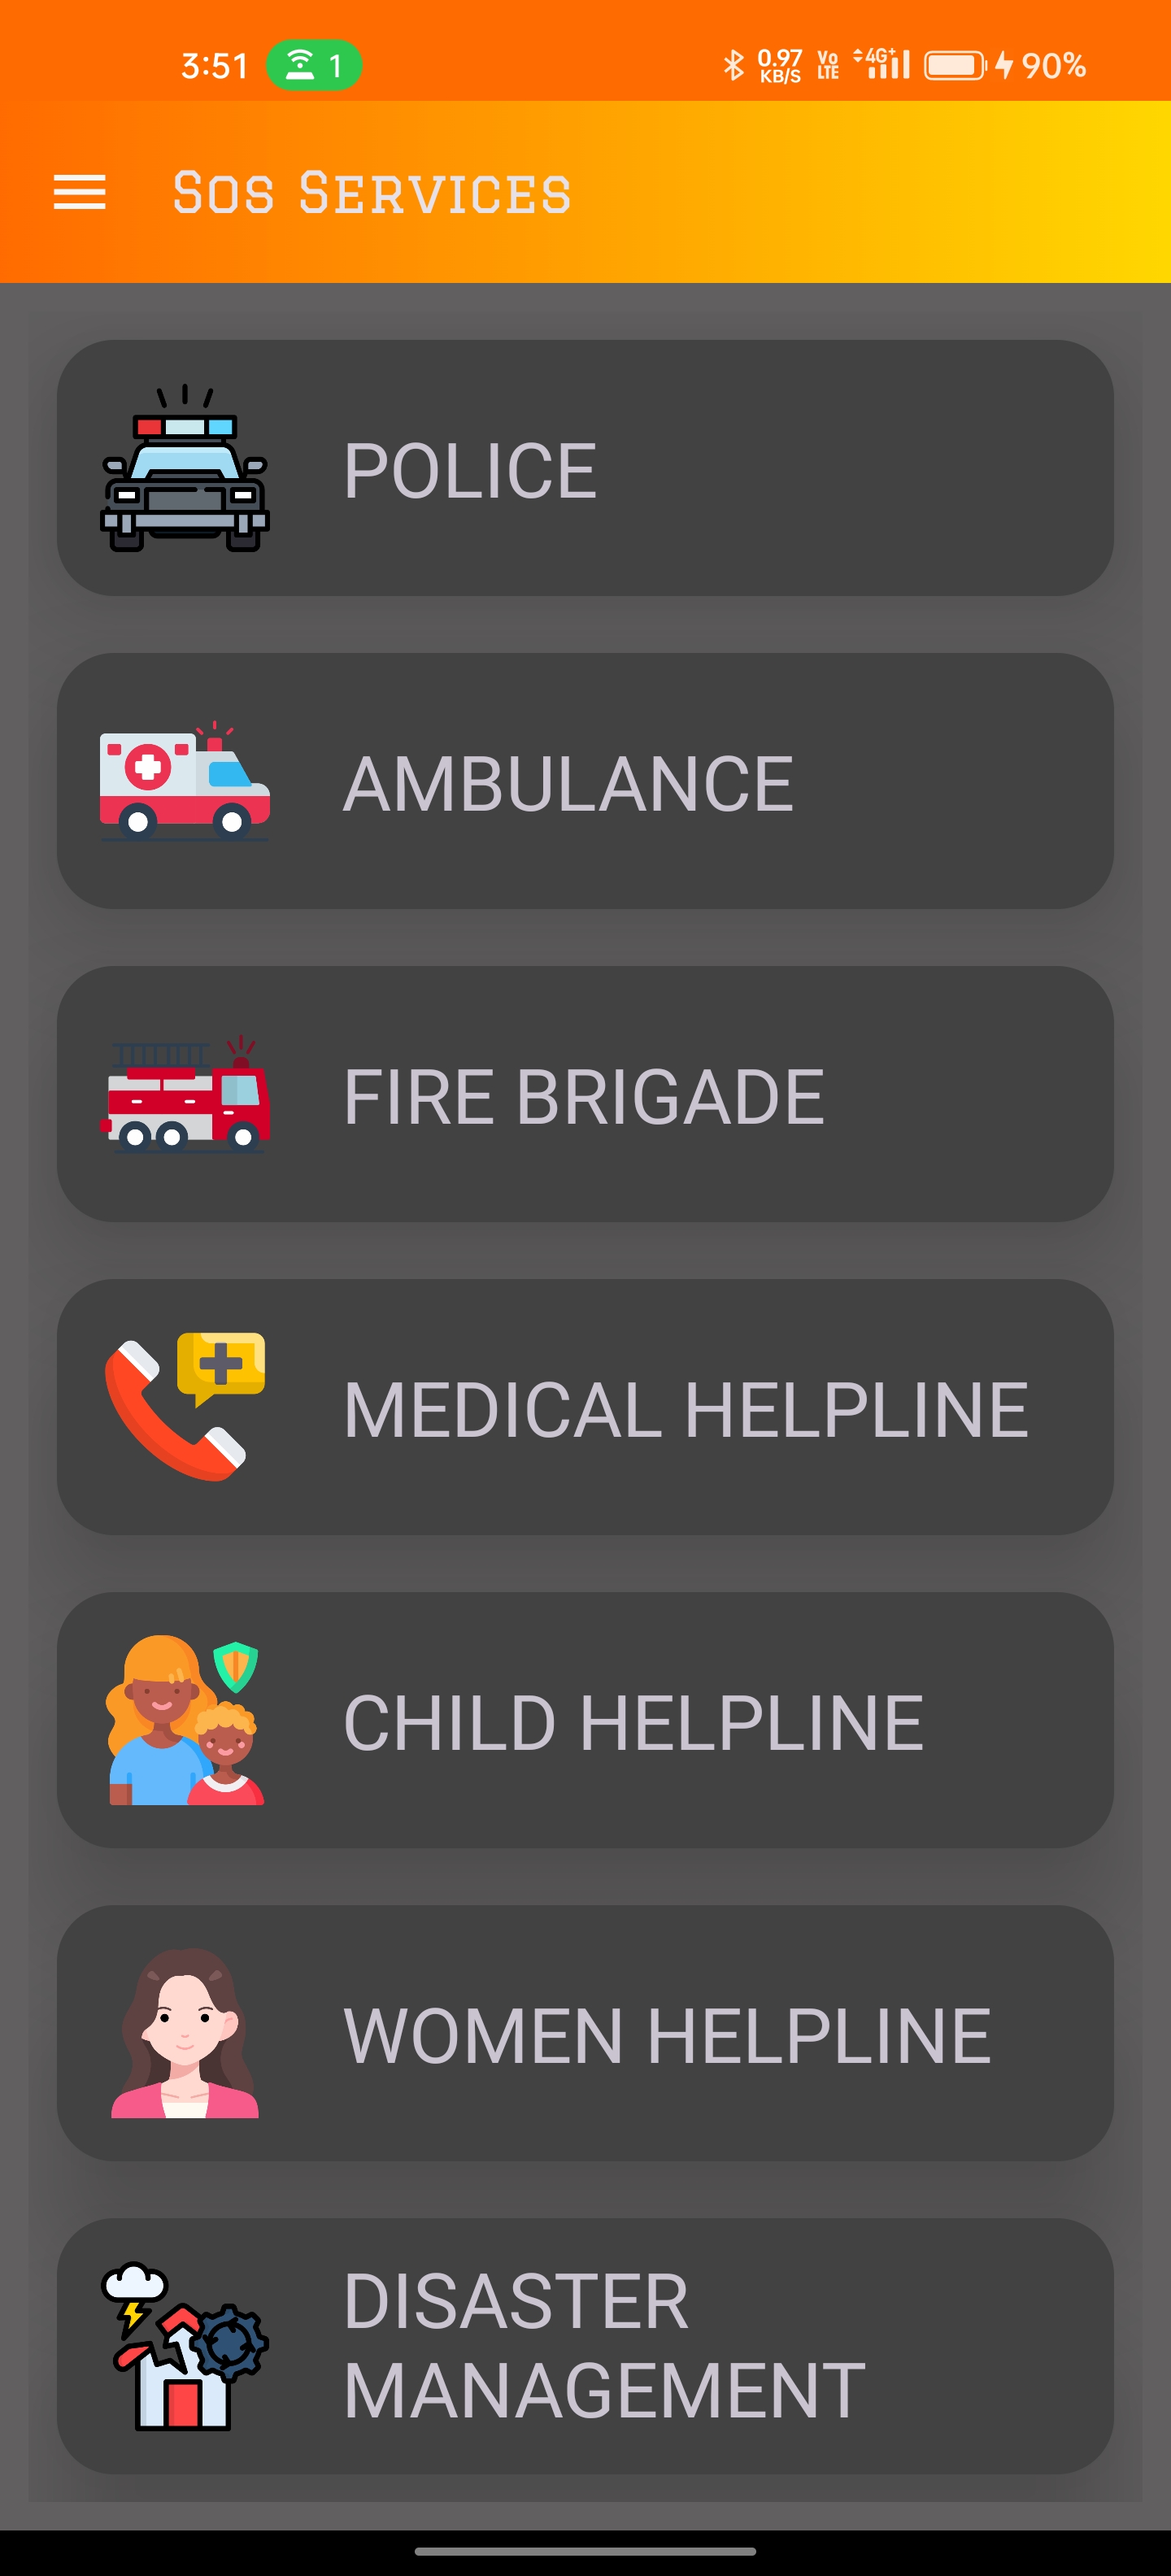 3:51 1 0.97 KB/S Vo LTE 4G+ 90%
Sos Services
POLICE
AMBULANCE
FIRE BRIGADE
MEDICAL HELPLINE
CHILD HELPLINE
WOMEN HELPLINE
DISASTER
MANAGEMENT